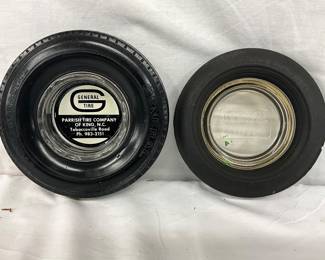 GENERAL
TIRE
PARRISH TIRE COMPANY
OF KING, N.C.
Tobaccoville Road
Ph. 983-3151